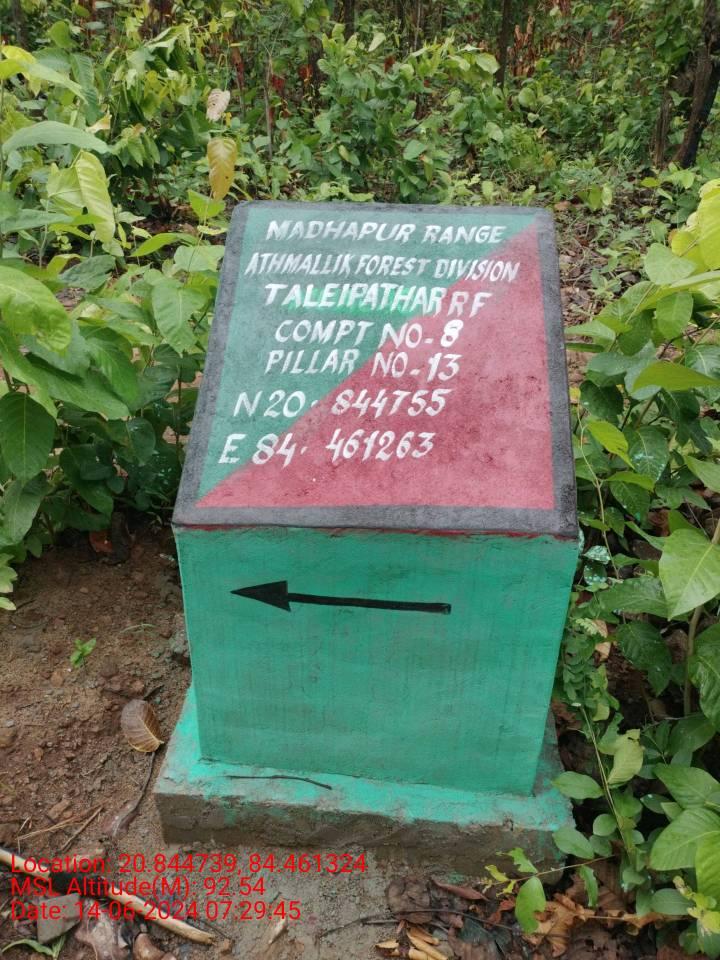 MADHAPUR RANGE
ATHMALLIK FOREST DIVISION
TALEIPATHAR RF
COMPT NO-8
PILLAR NO-13
N 20.844755
E 84.461263
Location: 20.844739, 84.461324
MSL Altitude(M): 92.54
Date: 14-06-2024 07:29:45